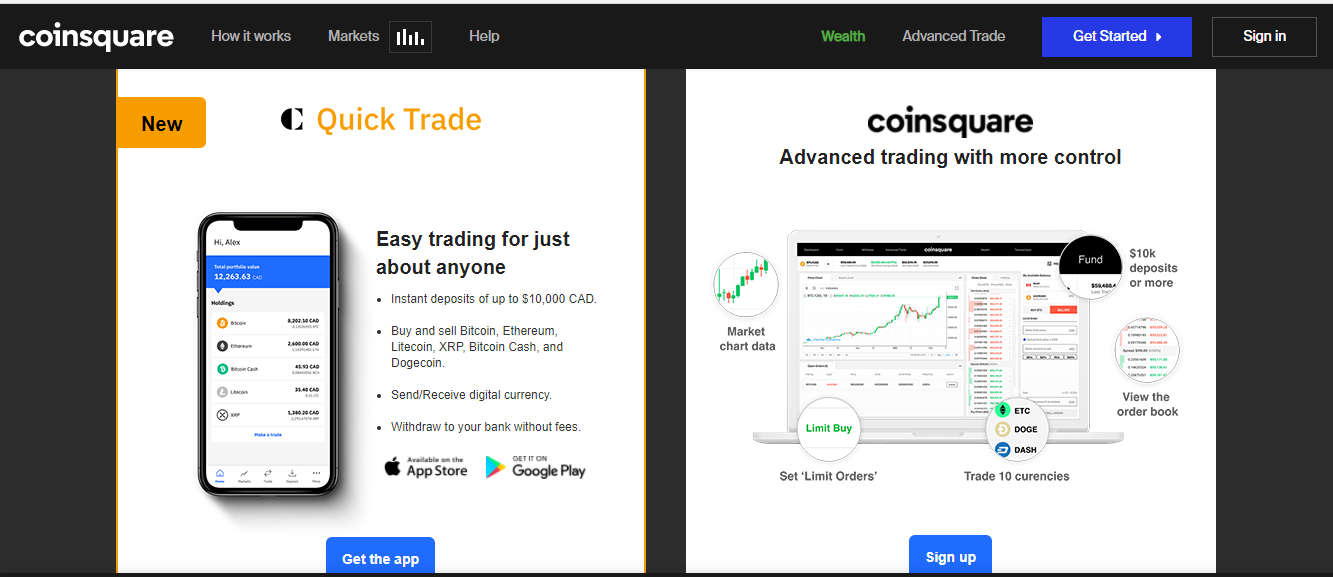 coinsquare
How it works
Markets
Help
Wealth
Advanced Trade
Get Started
Sign in
New
Quick Trade
Hi, Alex
Total portfolio value
12,263.63 CAD
Holdings
Bitcoin
8,202.10 CAD
Ethereum
2,600.00 CAD
Bitcoin Cash
45.93 CAD
Litecoin
35.40 CAD
XRP
1,380.20 CAD
Make a trade
Home
Markets
Trade
Deposit
More
Easy trading for just
about anyone
Instant deposits of up to $10,000 CAD.
Buy and sell Bitcoin, Ethereum,
Litecoin, XRP, Bitcoin Cash, and
Dogecoin.
Send/Receive digital currency.
Withdraw to your bank without fees.
Available on the
App Store
GET IT ON
Google Play
Get the app
coinsquare
Advanced trading with more control
Market
chart data
coinsquare
Fund
$59,488.4
$10k
deposits
or more
View the
order book
Limit Buy
Set ‘Limit Orders’
ETC
DOGE
DASH
Trade 10 curencies
Sign up